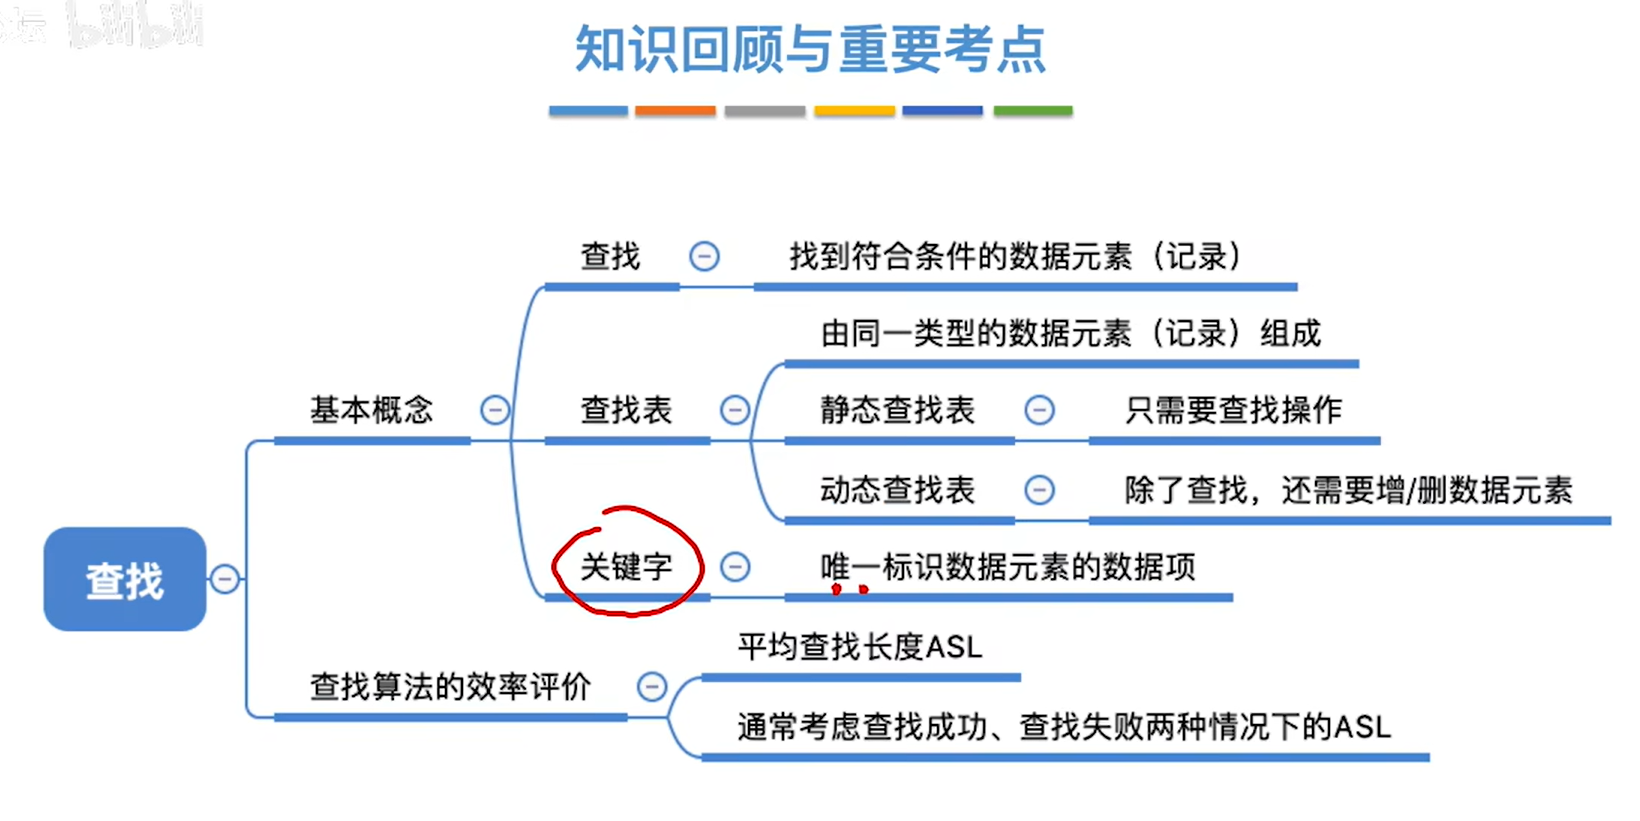 坛 bilibili
知识回顾与重要考点
查找
找到符合条件的数据元素（记录）
由同一类型的数据元素（记录）组成
基本概念
查找表
静态查找表
只需要查找操作
动态查找表
除了查找，还需要增/删数据元素
关键字
唯一标识数据元素的数据项
查找
平均查找长度ASL
查找算法的效率评价
通常考虑查找成功、查找失败两种情况下的ASL